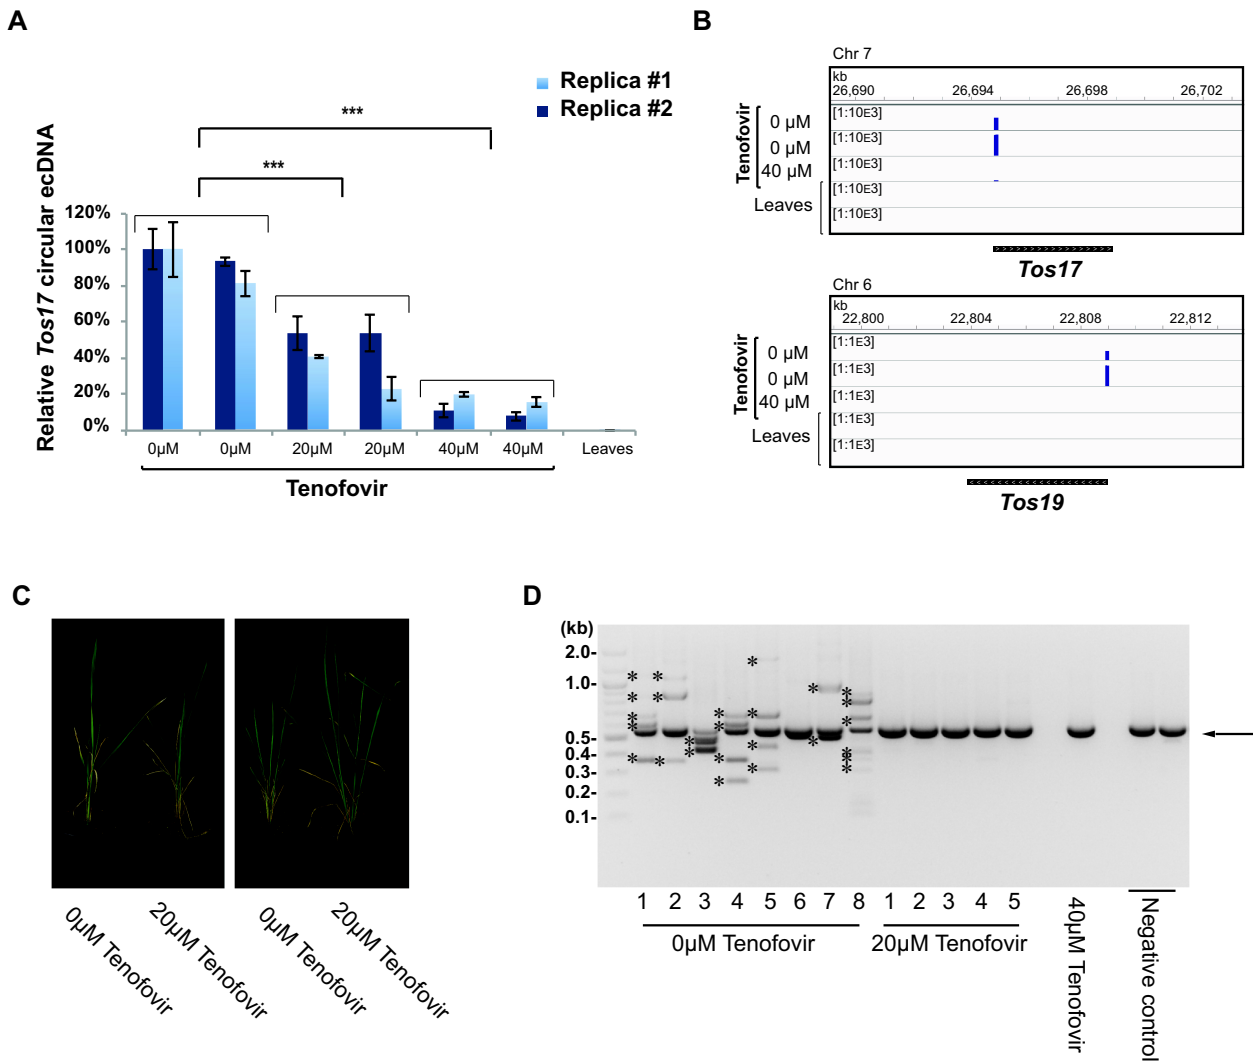 A
Replica #1
Replica #2
***
***
Relative Tos17 circular ecDNA
120%
100%
80%
60%
40%
20%
0%
0µM
0µM
20µM
20µM
40µM
40µM
Leaves
Tenofovir
B
Chr 7
kb
26,690 26,694 26,698 26,702
Tenofovir
0 µM
0 µM
40 µM
Leaves
[1:10E3]
[1:10E3]
[1:10E3]
[1:10E3]
[1:10E3]
Tos17
Chr 6
kb
22,800 22,804 22,808 22,812
Tenofovir
0 µM
0 µM
40 µM
Leaves
[1:1E3]
[1:1E3]
[1:1E3]
[1:1E3]
[1:1E3]
Tos19
C
0µM Tenofovir
20µM Tenofovir
0µM Tenofovir
20µM Tenofovir
D
(kb)
2.0-
1.0-
0.5-
0.4-
0.3-
0.2-
0.1-
1 2 3 4 5 6 7 8 1 2 3 4 5
0µM Tenofovir
20µM Tenofovir
40µM Tenofovir
Negative control